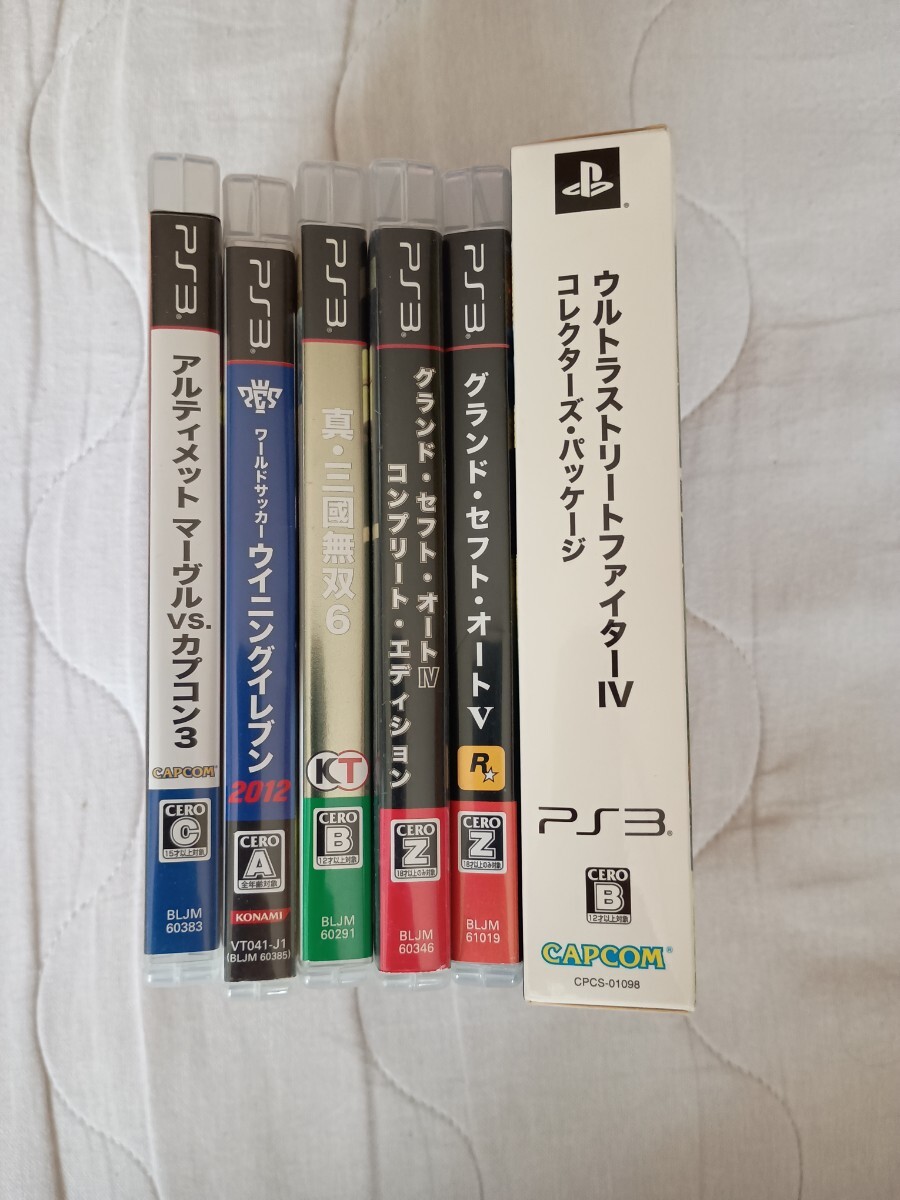 PS3
アルティメット マーヴル VS. カプコン3
CAPCOM
CERO
C
15才以上対象
BLJM
60383
PS3
PES
ワールドサッカー
ウイニングイレブン
2012
CERO
A
全年齢対象
KONAMI
VT041-J1
(BLJM 60385)
PS3
真・三國無双6
KT
CERO
B
12才以上対象
BLJM
60291
PS3
グランド・セフト・オートIV
コンプリート・エディション
CERO
Z
18才以上のみ対象
BLJM
60346
PS3
グランド・セフト・オートV
R
CERO
Z
18才以上のみ対象
BLJM
61019
ウルトラストリートファイターIV
コレクターズ・パッケージ
PS3
CERO
B
12才以上対象
CAPCOM
CPCS-01098